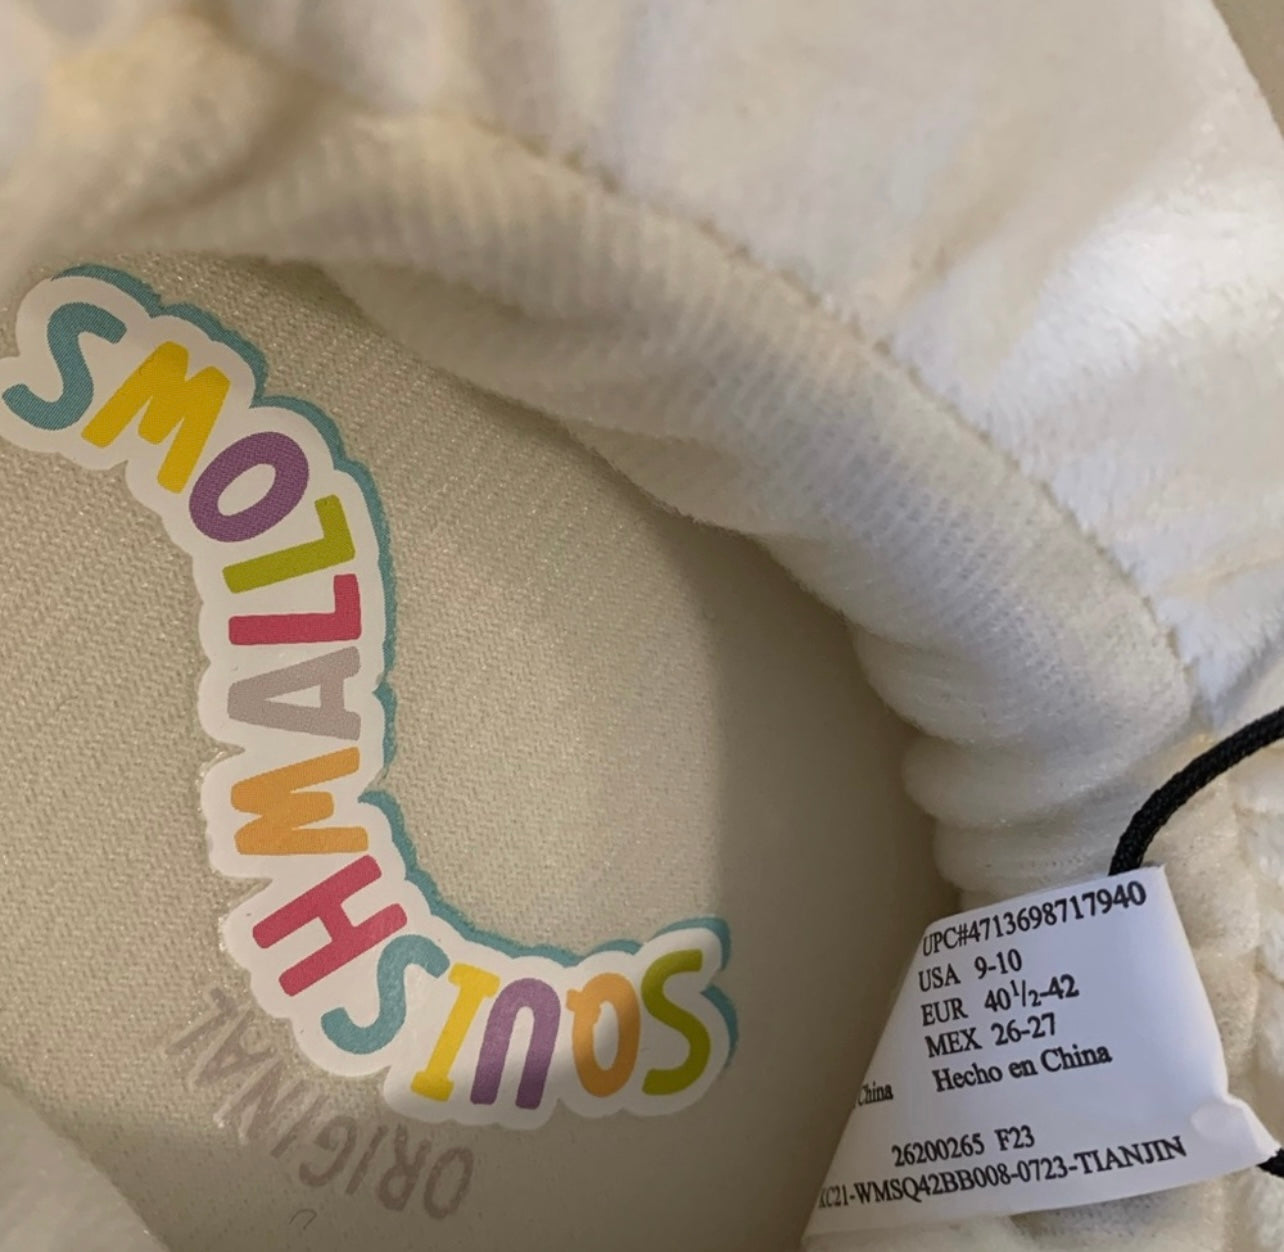 ORIGINAL
SQUISHMALLOWS
UPC#4713698717940
USA 9-10
EUR 40½-42
MEX 26-27
China Hecho en China
26200265 F23
C21-WMSQ42BB008-0723-TIANJIN